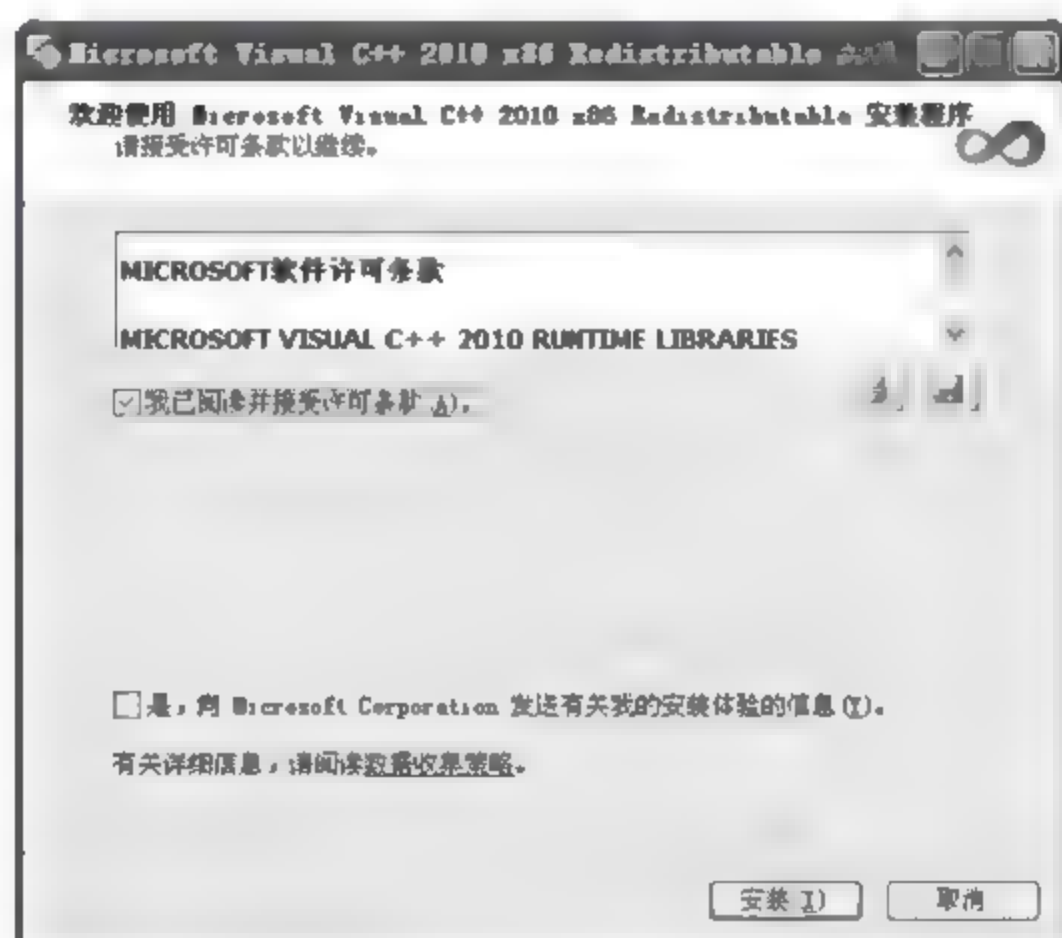 Microsoft Visual C++ 2010 x86 Redistributable
欢迎使用 Microsoft Visual C++ 2010 x86 Redistributable 安装程序
请接受许可条款以继续。
MICROSOFT软件许可条款
MICROSOFT VISUAL C++ 2010 RUNTIME LIBRARIES
我已阅读并接受许可条款(A)。
是，向 Microsoft Corporation 发送有关我的安装体验的信息(Y)。
有关详细信息，请阅读数据收集策略。
安装(I)
取消